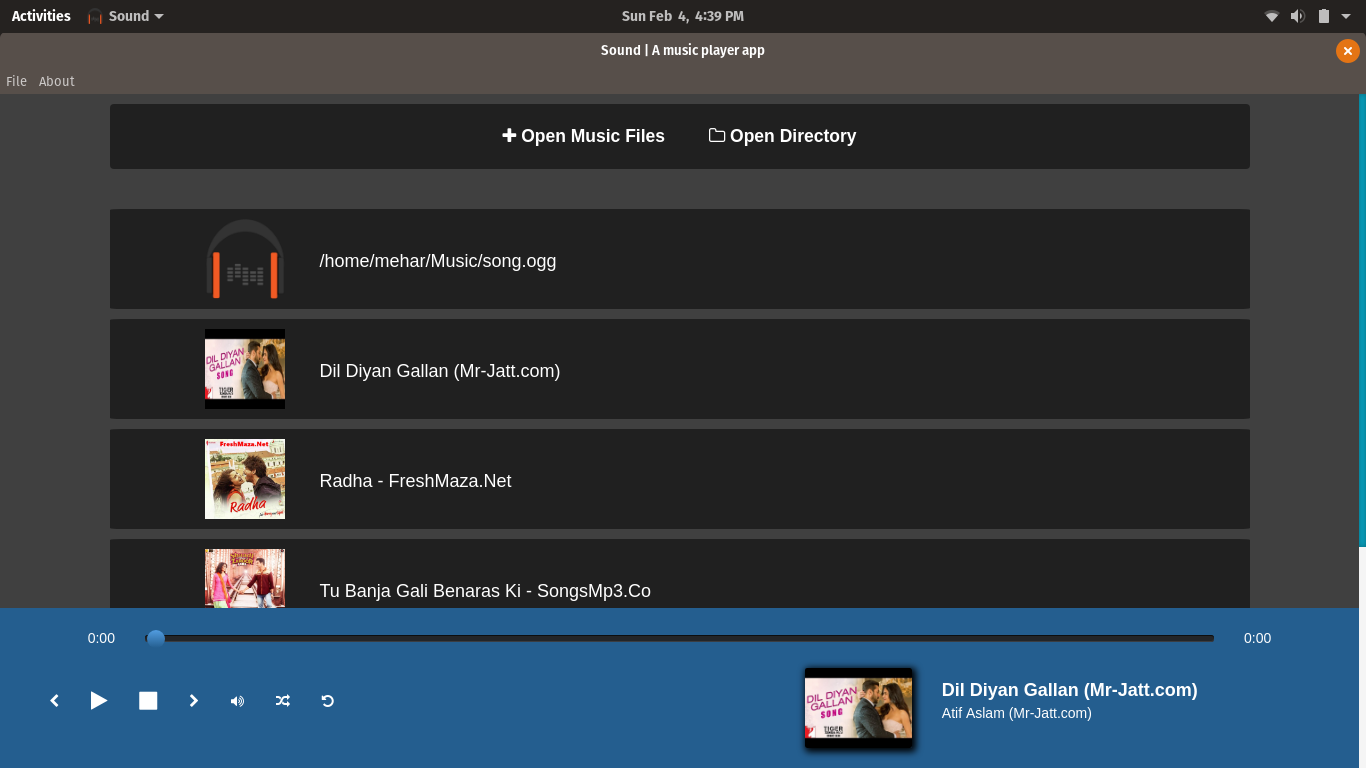 Activities Sound Sun Feb 4, 4:39 PM
Sound | A music player app
File About
Open Music Files Open Directory
/home/mehar/Music/song.ogg
DIL DIYAN
GALLAN
SONG
TIGER
Dil Diyan Gallan (Mr-Jatt.com)
FreshMaza.Net
Radha
Radha - FreshMaza.Net
Tu Banja Gali Benaras Ki - SongsMp3.Co
0:00 0:00
DIL DIYAN
GALLAN
SONG
TIGER
Dil Diyan Gallan (Mr-Jatt.com)
Atif Aslam (Mr-Jatt.com)